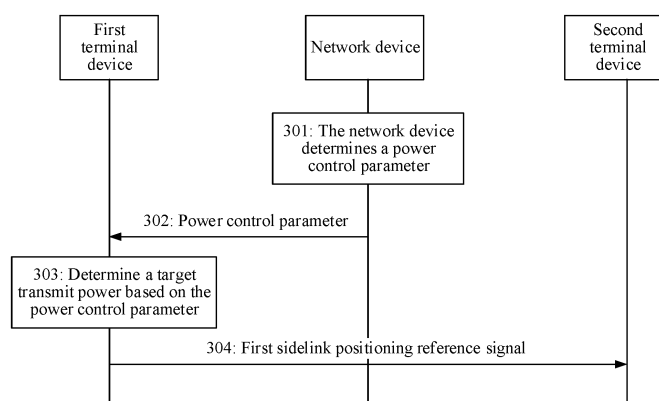 First
terminal
device
Network device
Second
terminal
device
301: The network device
determines a power
control parameter
302: Power control parameter
303: Determine a target
transmit power based on the
power control parameter
304: First sidelink positioning reference signal